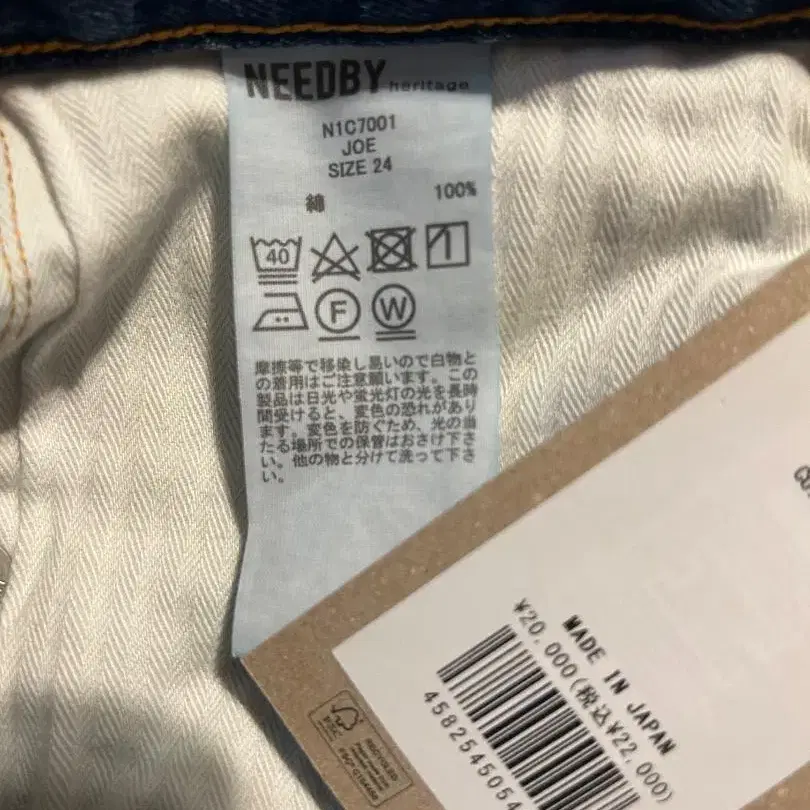 NEEDBY heritage
N1C7001
JOE
SIZE 24
綿 100%
40
F W
摩擦等で移染し易いので白物と
の着用はご注意願います。この
製品は日光や蛍光灯の光を長時
間受けると、変色の恐れがあり
ます。変色を防ぐため、光の当
たる場所での保管はおさけ下さ
い。他の物と分けて洗って下さ
い。
MADE IN JAPAN
¥20,000(税込¥22,000)
4582545054
FSC
RECYCLED